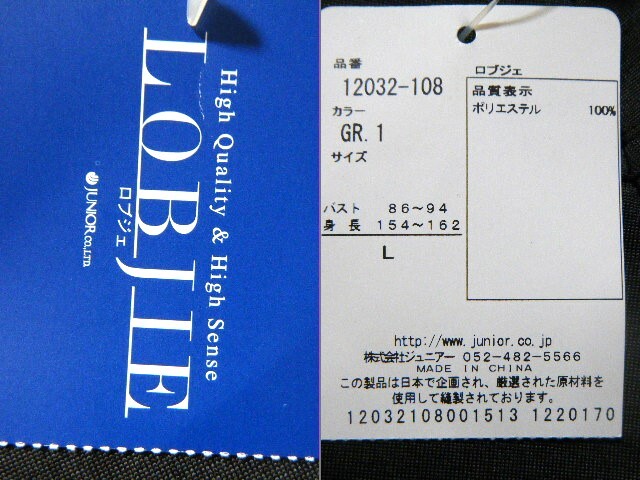 High Quality & High Sense
LOBJIE
ロブジェ
JUNIOR CO.LTD.
品番
12032-108
カラー
GR.1
サイズ
バスト 86～94
身長 154～162
L
ロブジェ
品質表示
ポリエステル 100%
http://www.junior.co.jp
株式会社ジュニアー 052-482-5566
MADE IN CHINA
この製品は日本で企画され、厳選された原材料を
使用して縫製されております。
12032108001513 1220170